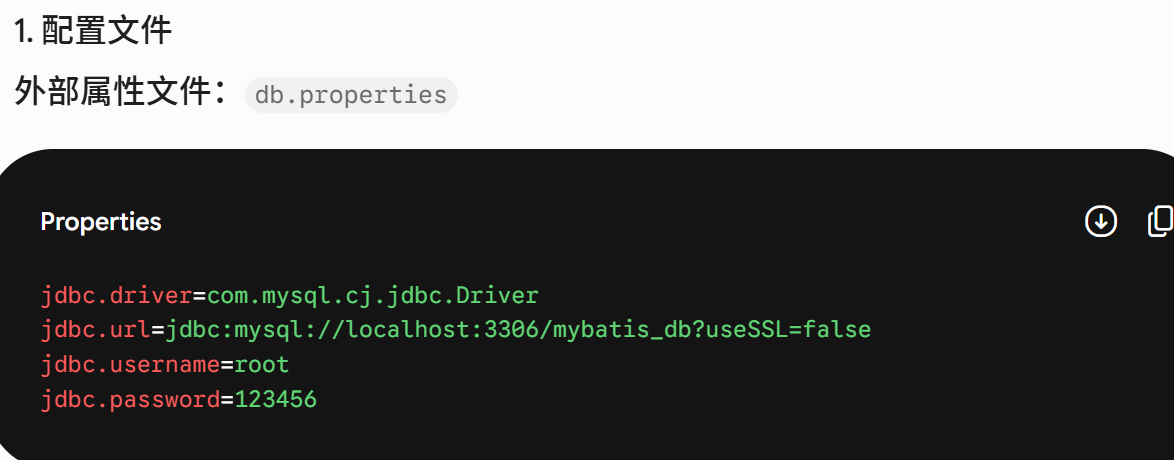 1. 配置文件
外部属性文件： db.properties
Properties
jdbc.driver=com.mysql.cj.jdbc.Driver
jdbc.url=jdbc:mysql://localhost:3306/mybatis_db?useSSL=false
jdbc.username=root
jdbc.password=123456